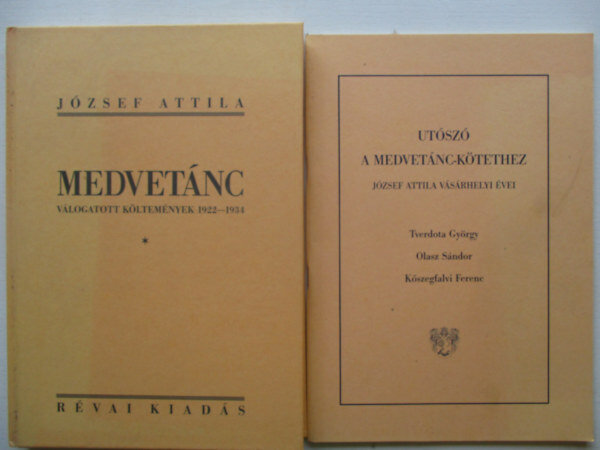 JÓZSEF ATTILA
MEDVETÁNC
VÁLOGATOTT KÖLTEMÉNYEK 1922—1934
*
RÉVAI KIADÁS
UTÓSZÓ
A MEDVETÁNC-KÖTETHEZ
JÓZSEF ATTILA VÁSÁRHELYI ÉVEI
Tverdota György
Olasz Sándor
Kőszegfalvi Ferenc